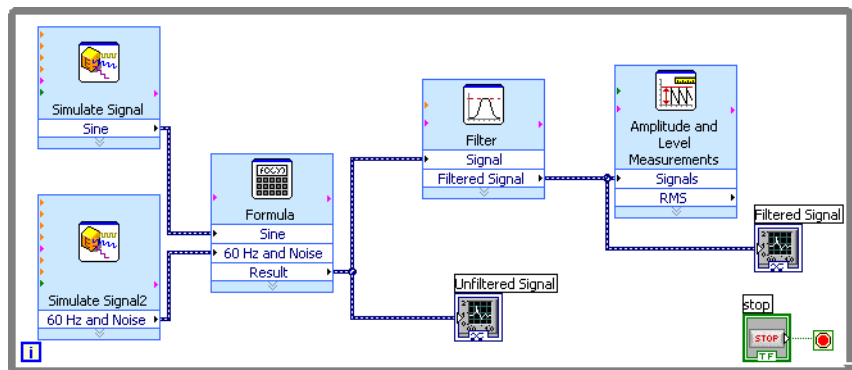 Simulate Signal
Sine
Simulate Signal2
60 Hz and Noise
f(x,y)
Formula
Sine
60 Hz and Noise
Result
Filter
Signal
Filtered Signal
Amplitude and
Level
Measurements
Signals
RMS
Filtered Signal
Unfiltered Signal
stop
STOP
TF
i